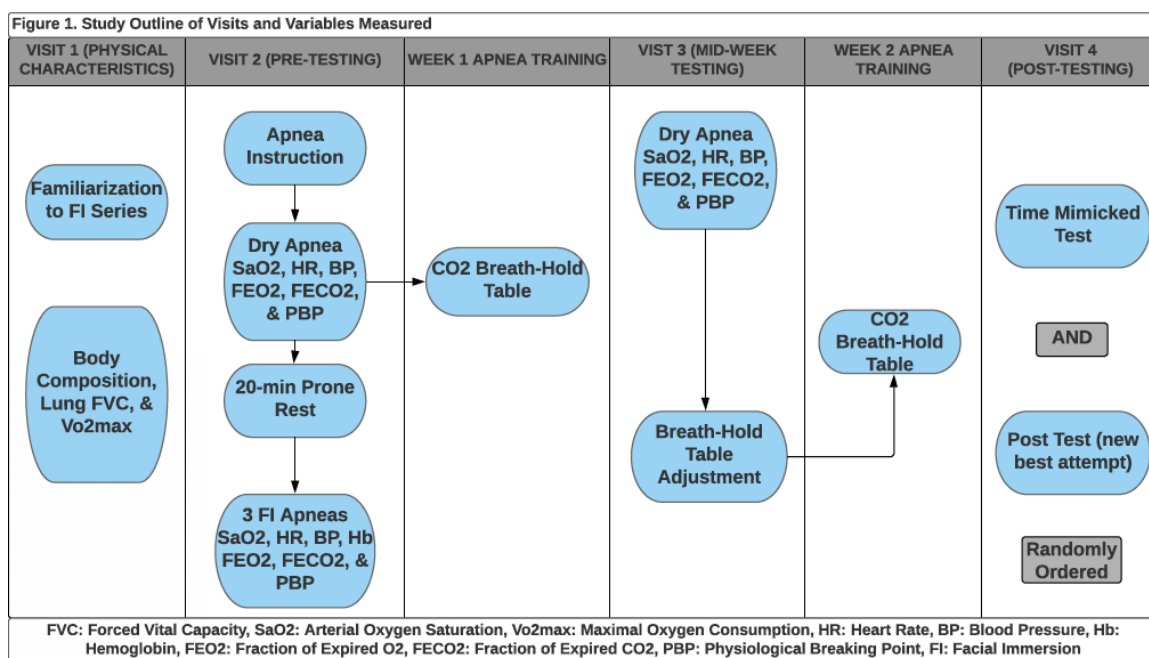 Figure 1. Study Outline of Visits and Variables Measured
VISIT 1 (PHYSICAL
CHARACTERISTICS)
VISIT 2 (PRE-TESTING)
WEEK 1 APNEA TRAINING
VIST 3 (MID-WEEK
TESTING)
WEEK 2 APNEA
TRAINING
VISIT 4
(POST-TESTING)
Familiarization
to FI Series
Body
Composition,
Lung FVC, &
Vo2max
Apnea
Instruction
Dry Apnea
SaO2, HR, BP,
FEO2, FECO2,
& PBP
20-min Prone
Rest
3 FI Apneas
SaO2, HR, BP, Hb
FEO2, FECO2, &
PBP
CO2 Breath-Hold
Table
Dry Apnea
SaO2, HR, BP,
FEO2, FECO2,
& PBP
Breath-Hold
Table
Adjustment
CO2
Breath-Hold
Table
Time Mimicked
Test
AND
Post Test (new
best attempt)
Randomly
Ordered
FVC: Forced Vital Capacity, SaO2: Arterial Oxygen Saturation, Vo2max: Maximal Oxygen Consumption, HR: Heart Rate, BP: Blood Pressure, Hb:
Hemoglobin, FEO2: Fraction of Expired O2, FECO2: Fraction of Expired CO2, PBP: Physiological Breaking Point, FI: Facial Immersion